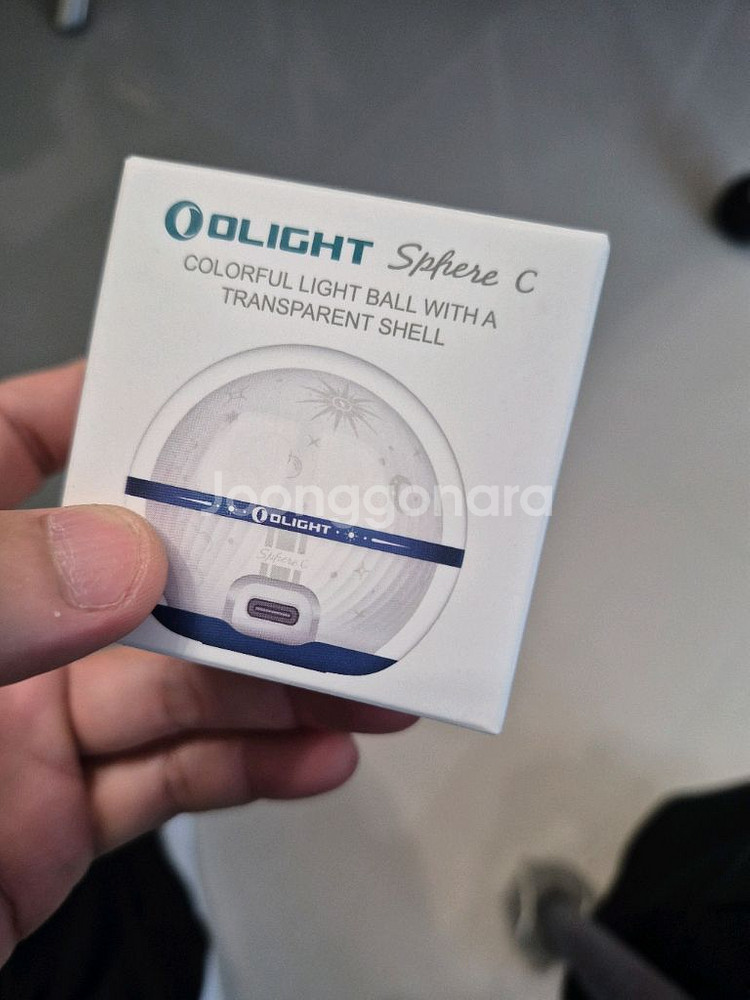 OLIGHT Sphere C
COLORFUL LIGHT BALL WITH A
TRANSPARENT SHELL
Joonggonara
OLIGHT
Sphere C